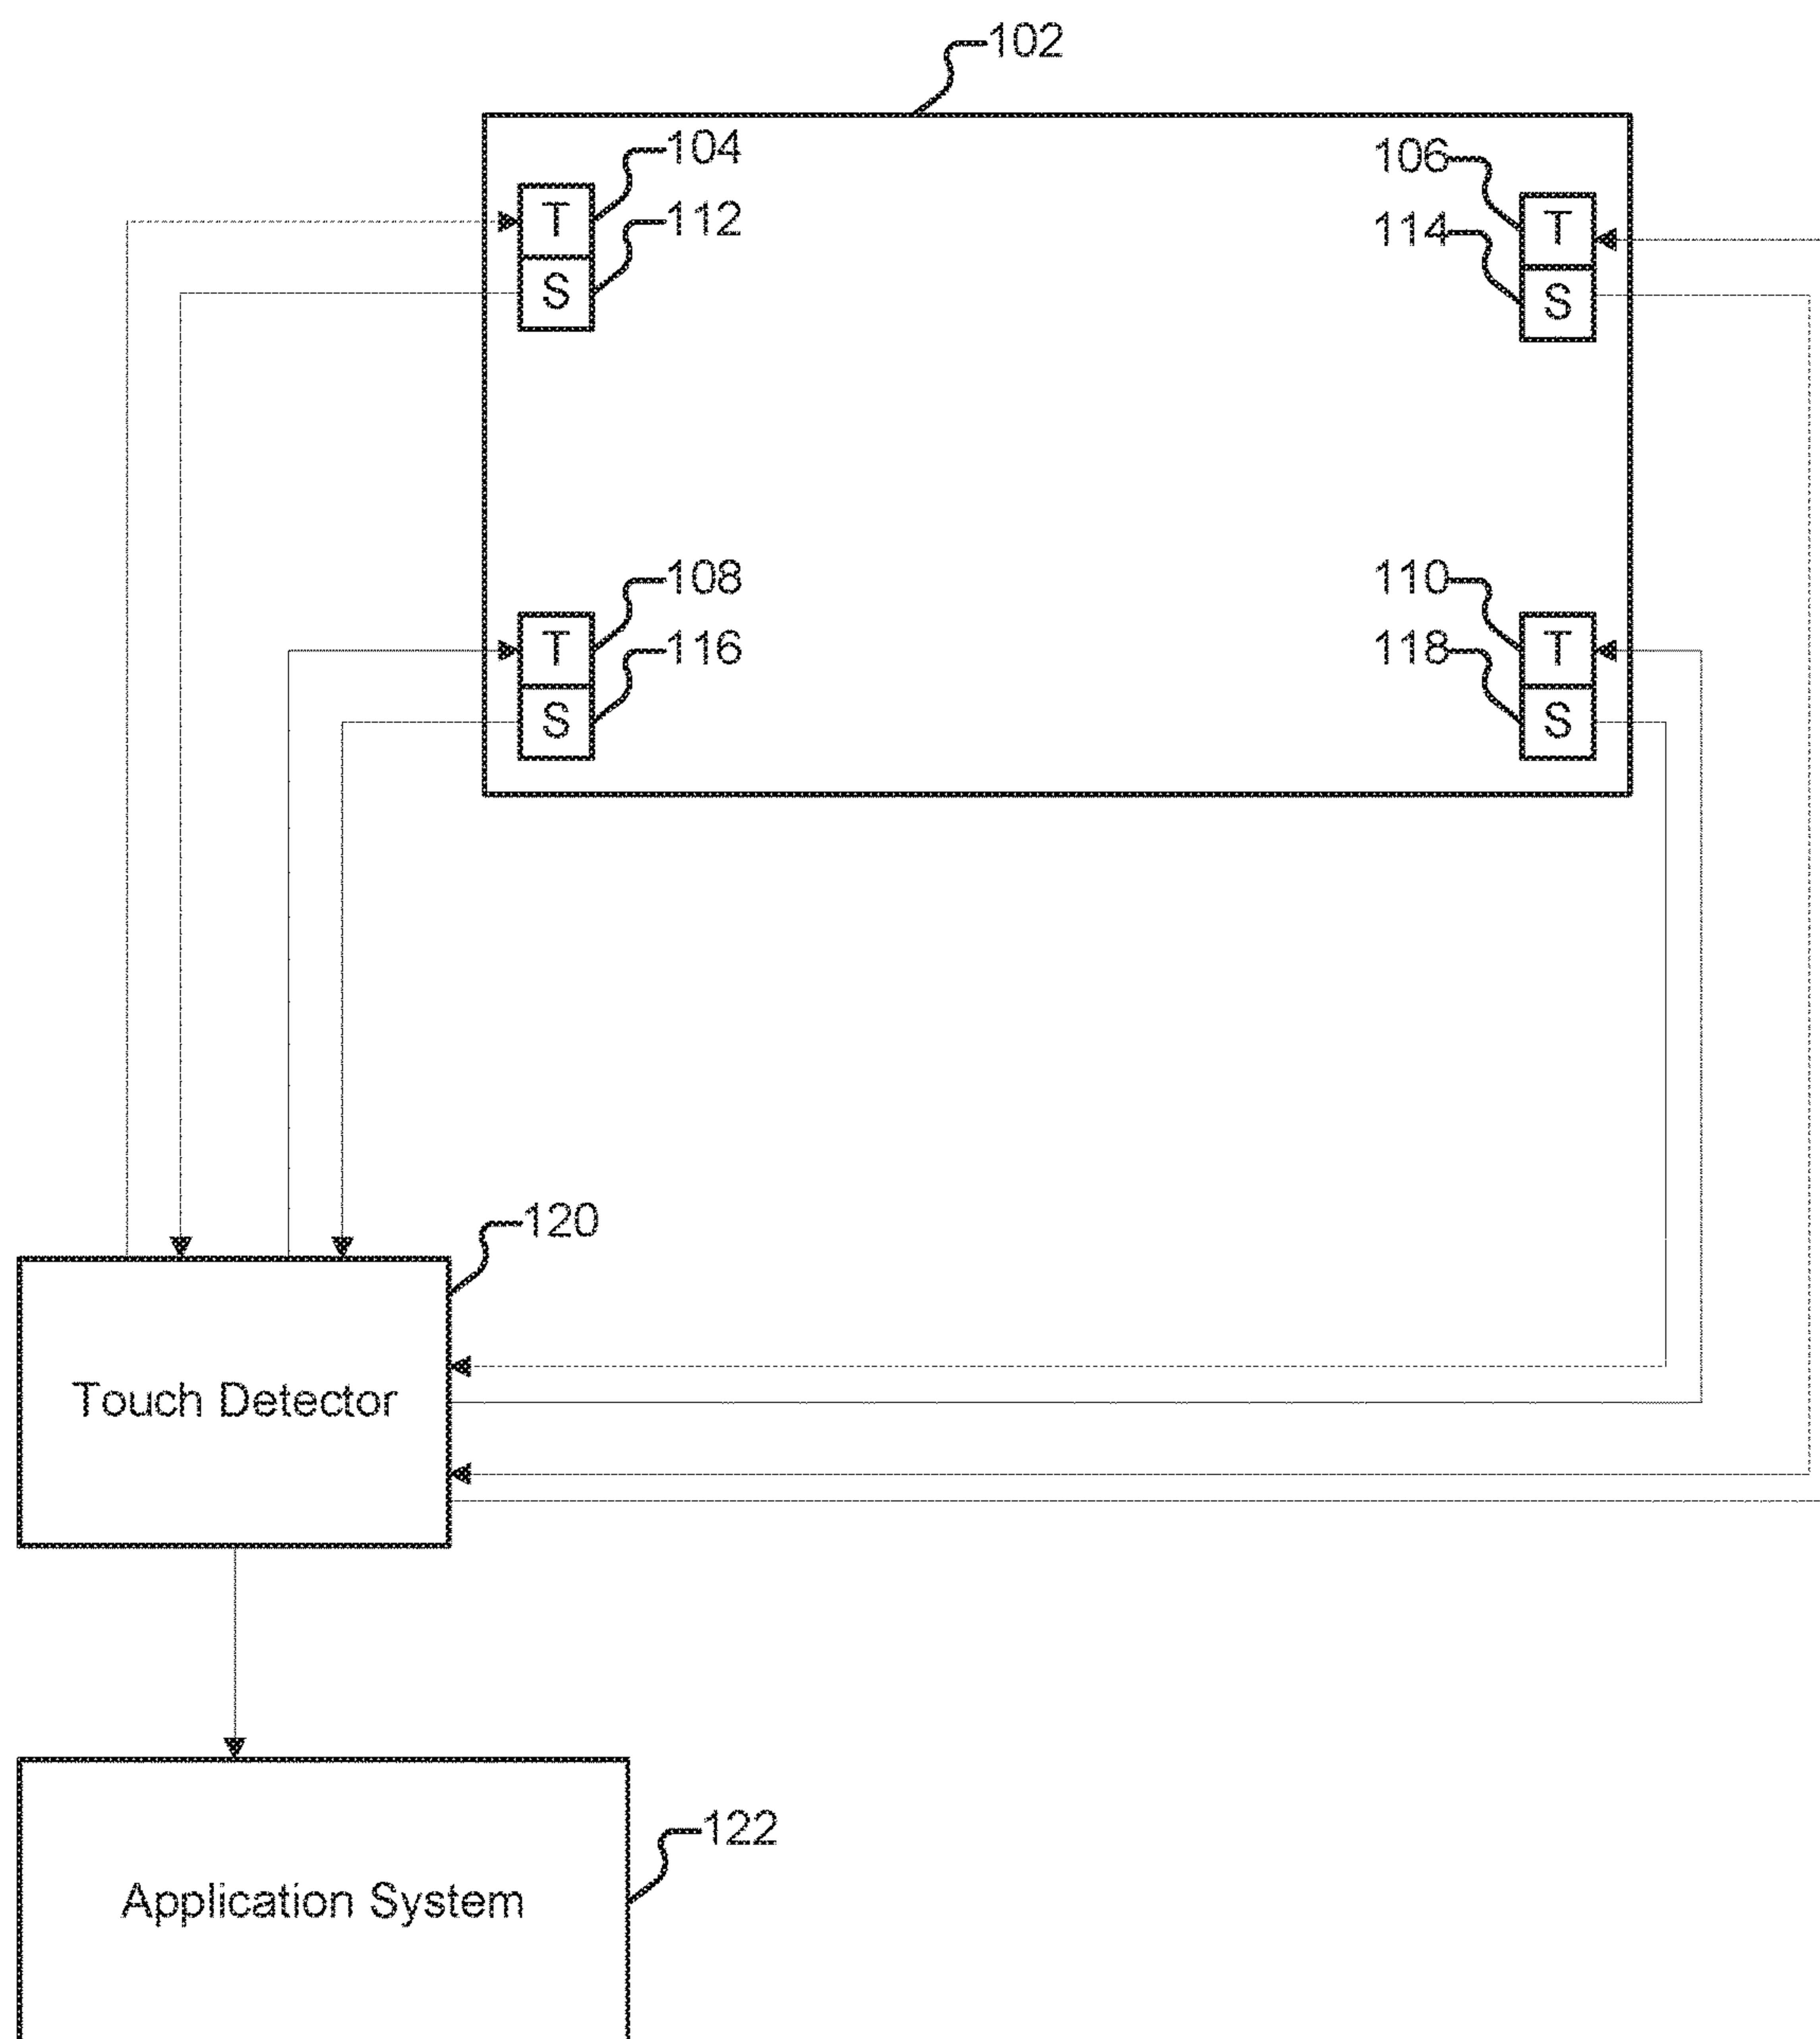 102
104
106
T
T
112
114
S
S
108
110
T
T
116
118
S
S
120
Touch Detector
122
Application System